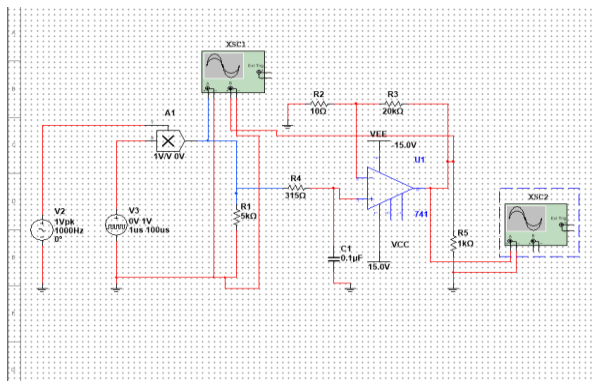 XSC1
Ext Trig
A1
1V/V 0V
V2
1Vpk
1000Hz
0°
V3
0V 1V
1us 100us
R1
5kΩ
R4
315Ω
C1
0.1µF
R2
10Ω
R3
20kΩ
VEE
-15.0V
U1
741
VCC
15.0V
R5
1kΩ
XSC2
Ext Trig